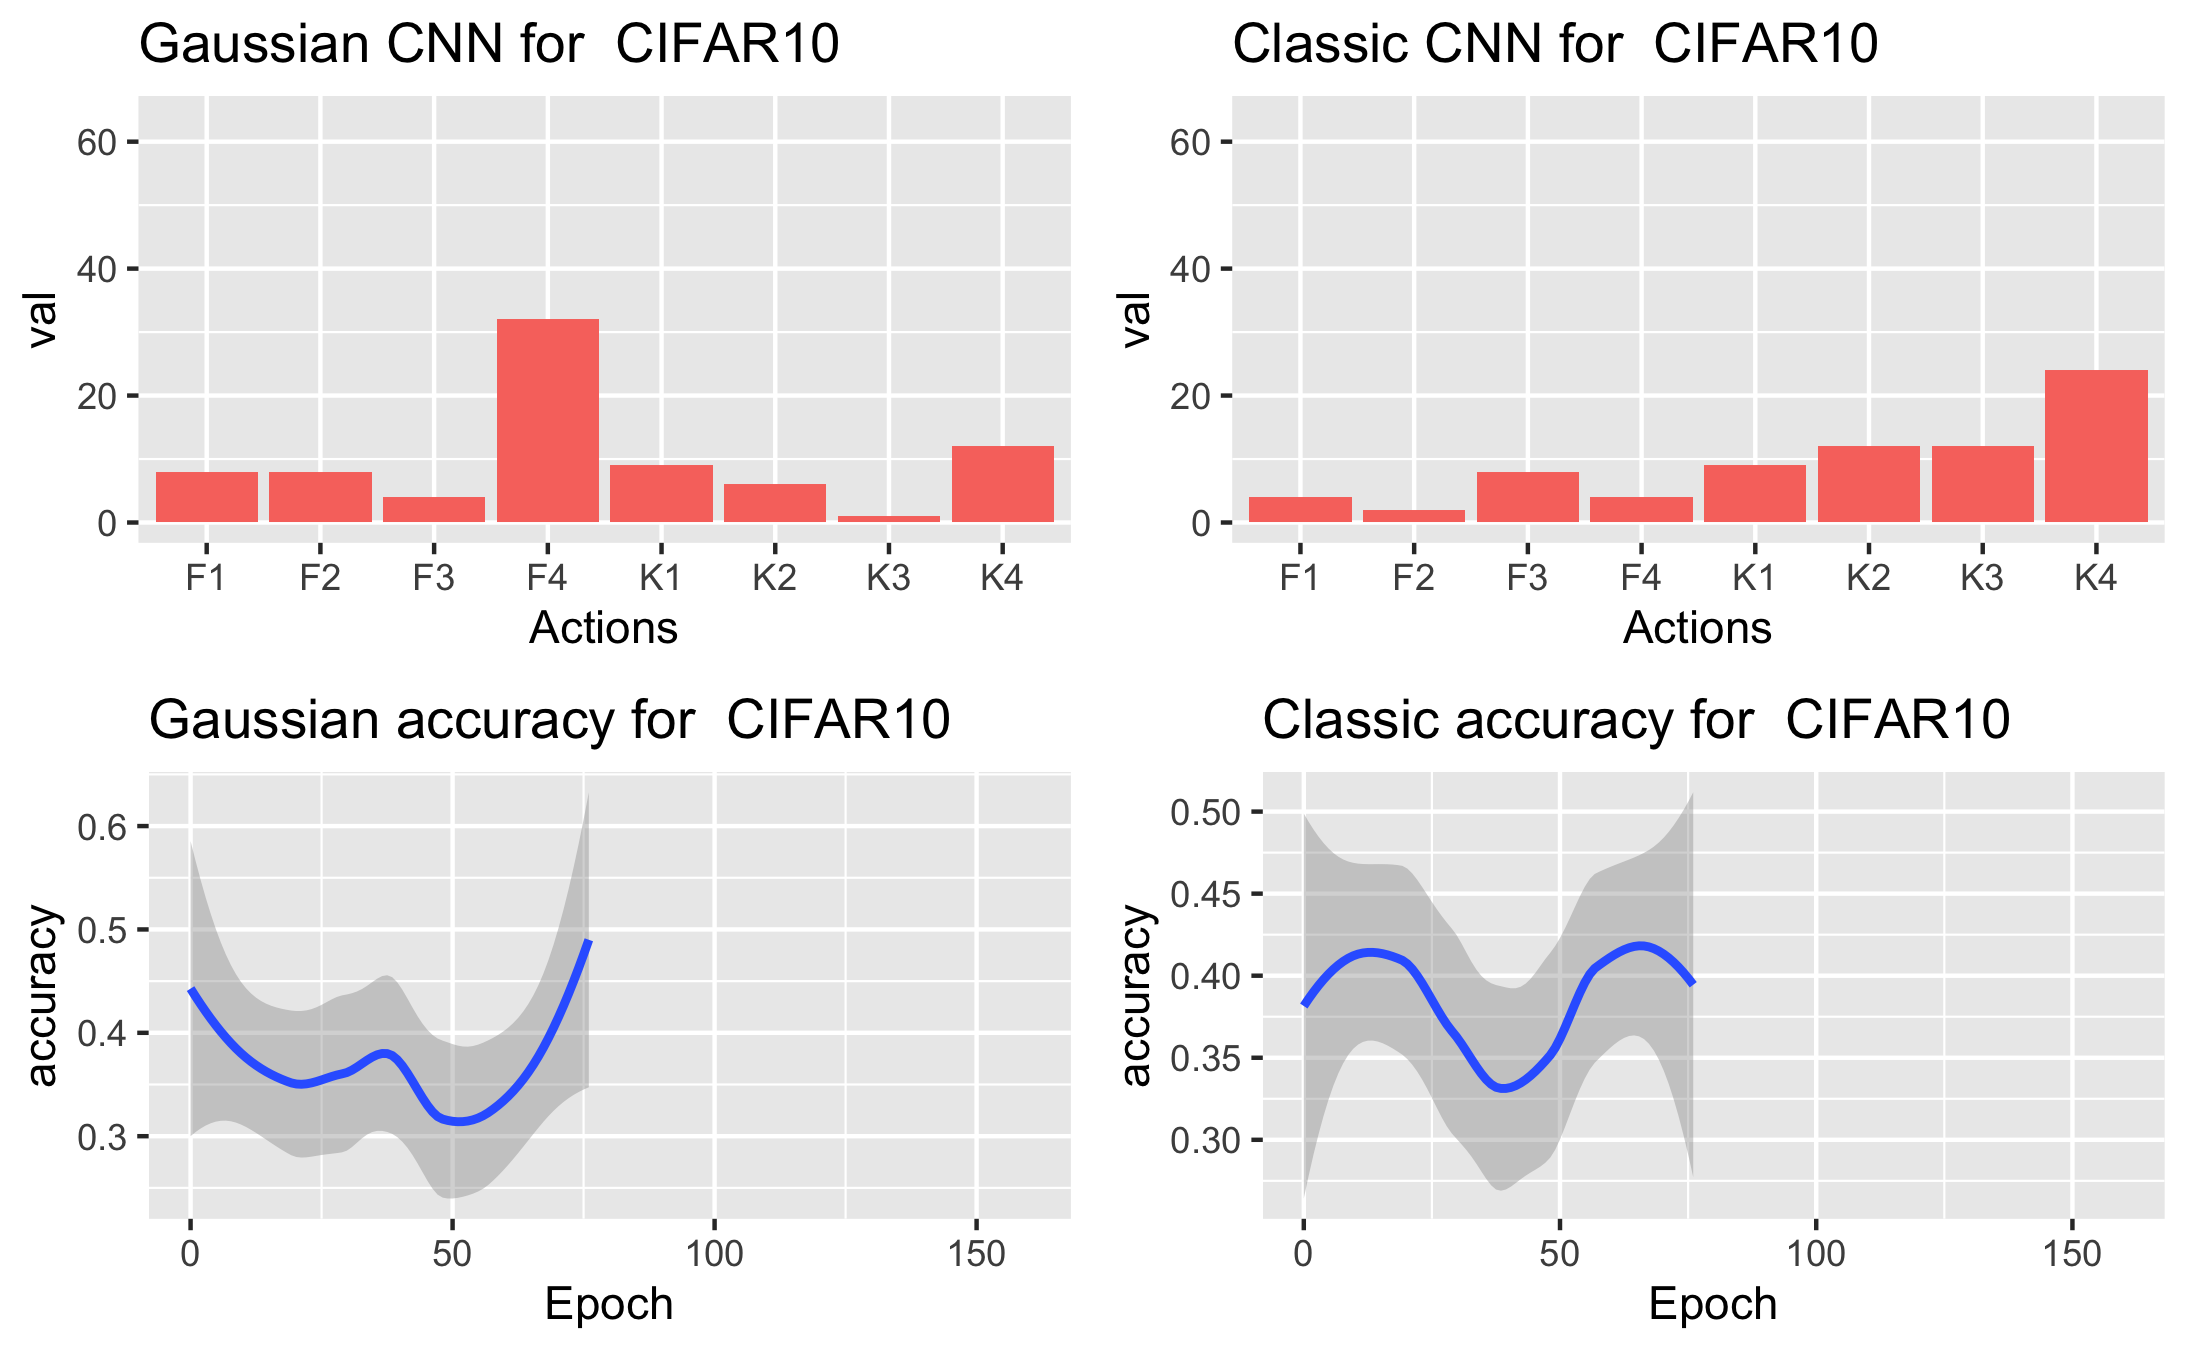 Gaussian CNN for  CIFAR10
60
40
20
0
val
F1 F2 F3 F4 K1 K2 K3 K4
Actions
Classic CNN for  CIFAR10
60
40
20
0
val
F1 F2 F3 F4 K1 K2 K3 K4
Actions
Gaussian accuracy for  CIFAR10
0.6
0.5
0.4
0.3
accuracy
0 50 100 150
Epoch
Classic accuracy for  CIFAR10
0.50
0.45
0.40
0.35
0.30
accuracy
0 50 100 150
Epoch